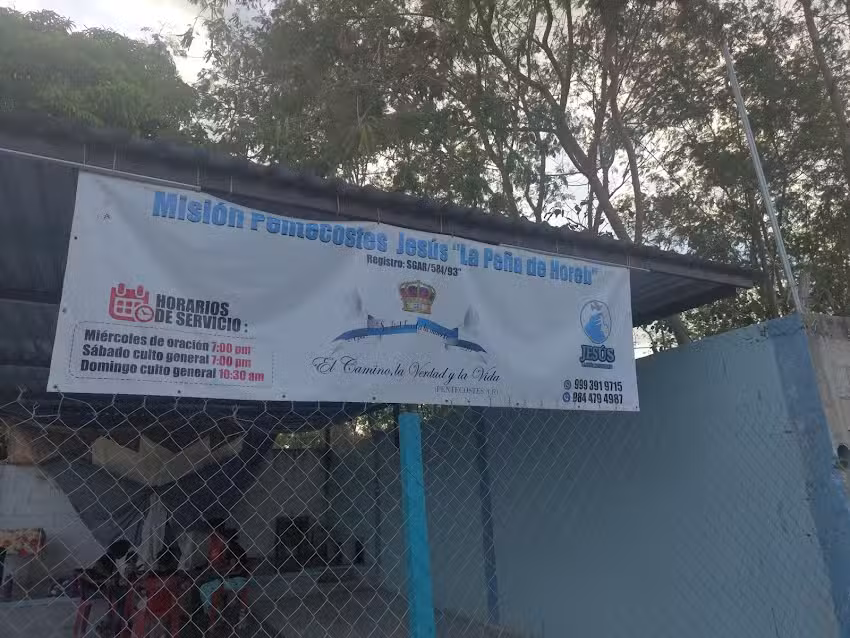 Misión Pentecostes Jesús "La Peña de Horeb"
Registro: SGAR/584/93"
HORARIOS
DE SERVICIO :
Miércoles de oración 7:00 pm
Sábado culto general 7:00 pm
Domingo culto general 10:30 am
El Camino, la Verdad y la Vida
JESÚS
999 391 9715
984 479 4987